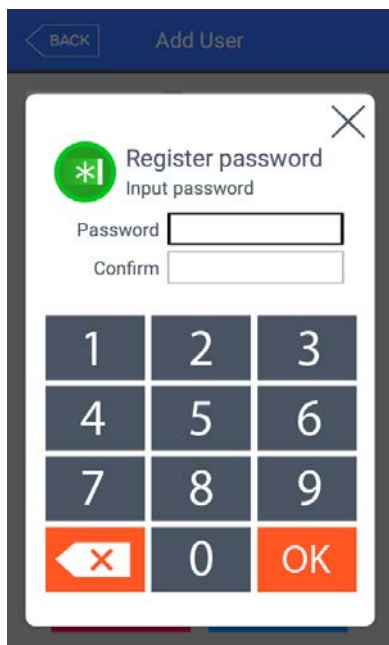 BACK Add User
Register password
Input password
Password
Confirm
1 2 3
4 5 6
7 8 9
0 OK